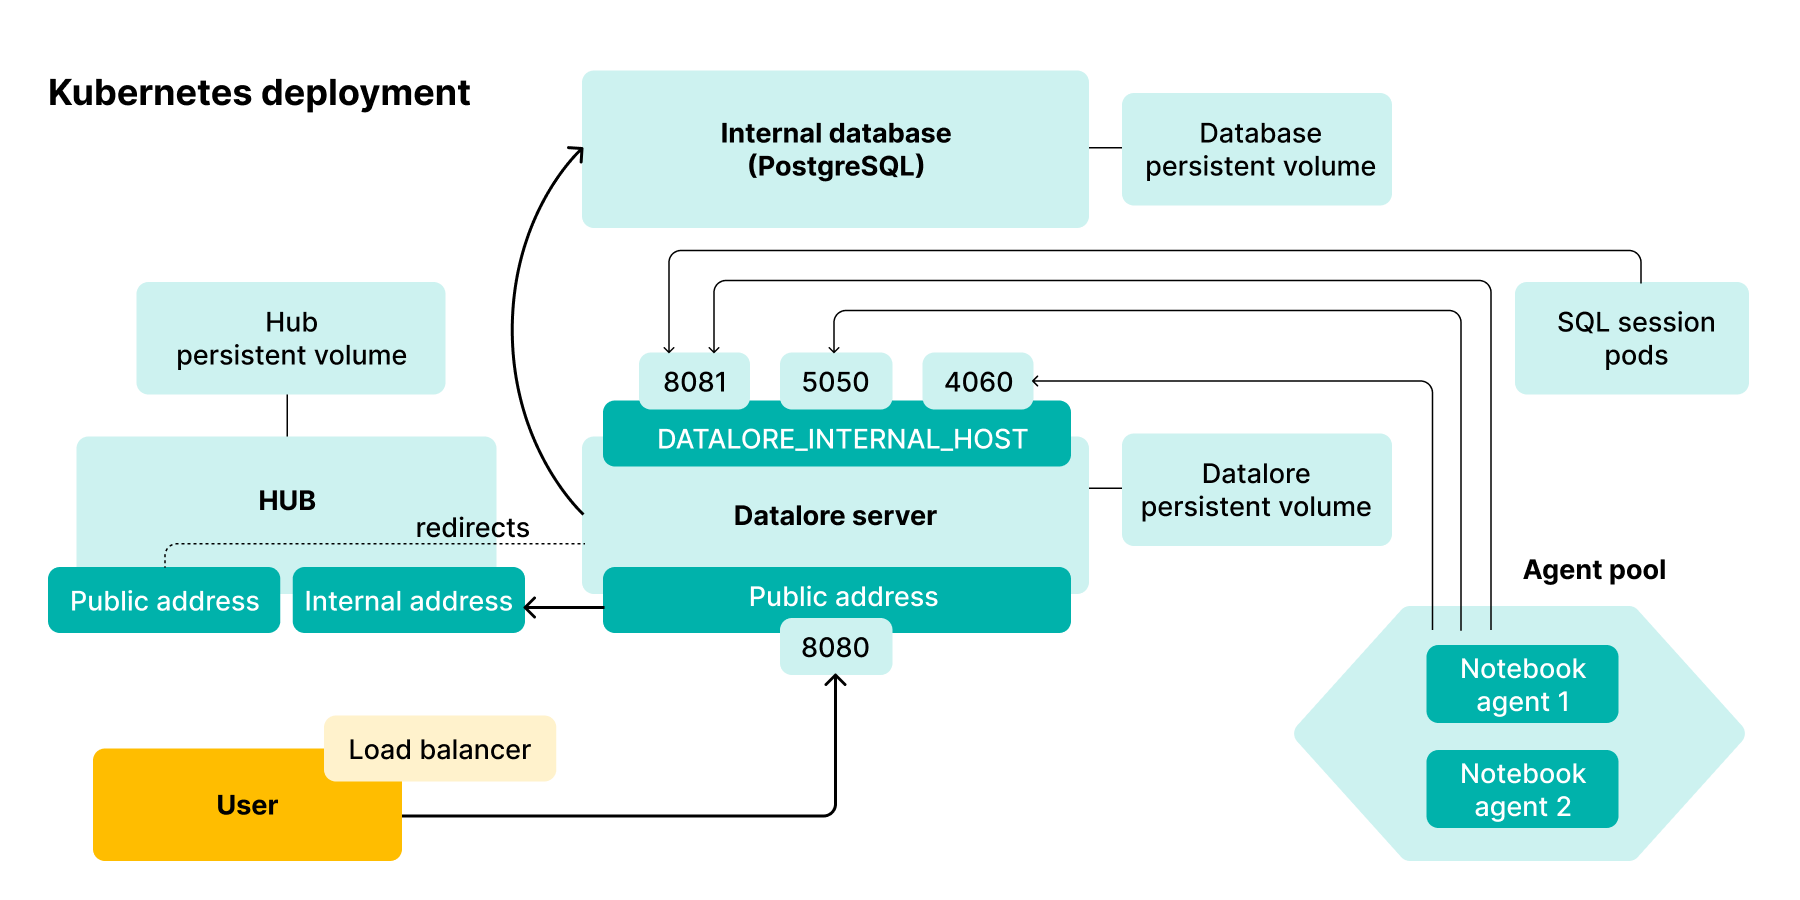 Kubernetes deployment
Internal database
(PostgreSQL)
Database
persistent volume
Hub
persistent volume
SQL session
pods
8081
5050
4060
DATALORE_INTERNAL_HOST
HUB
redirects
Datalore server
Datalore
persistent volume
Public address
Internal address
Public address
8080
Agent pool
Notebook
agent 1
Notebook
agent 2
Load balancer
User